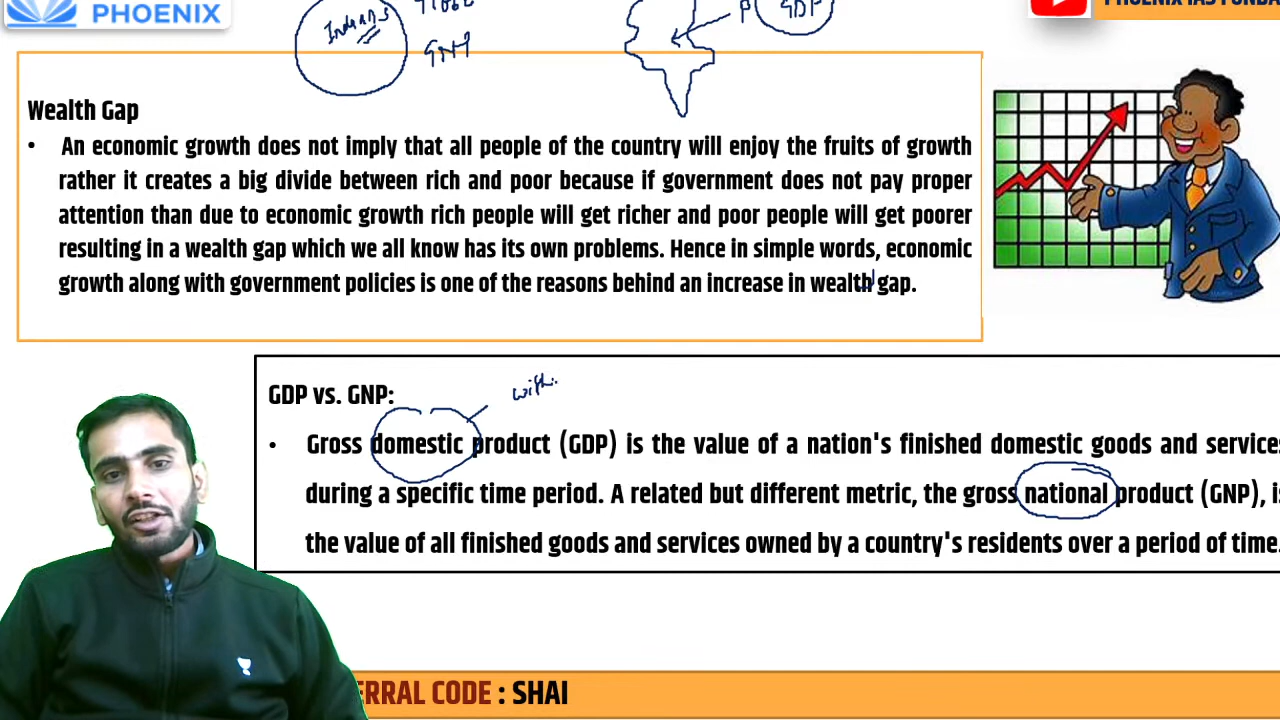 PHOENIX
PHOENIX IAS FUNDA
Indians
GNP
GDP
Wealth Gap
• An economic growth does not imply that all people of the country will enjoy the fruits of growth
rather it creates a big divide between rich and poor because if government does not pay proper
attention than due to economic growth rich people will get richer and poor people will get poorer
resulting in a wealth gap which we all know has its own problems. Hence in simple words, economic
growth along with government policies is one of the reasons behind an increase in wealth gap.
GDP vs. GNP:
with.
• Gross domestic product (GDP) is the value of a nation's finished domestic goods and services
during a specific time period. A related but different metric, the gross national product (GNP), is
the value of all finished goods and services owned by a country's residents over a period of time.
ERRAL CODE : SHAI